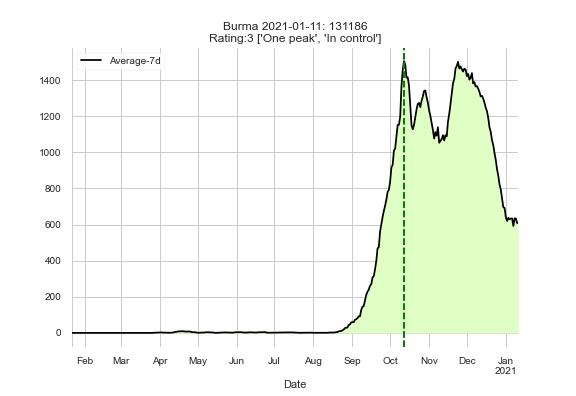 Burma 2021-01-11: 131186
Rating:3 ['One peak', 'In control']
Average-7d
1400
1200
1000
800
600
400
200
0
Feb Mar Apr May Jun Jul Aug Sep Oct Nov Dec Jan
2021
Date